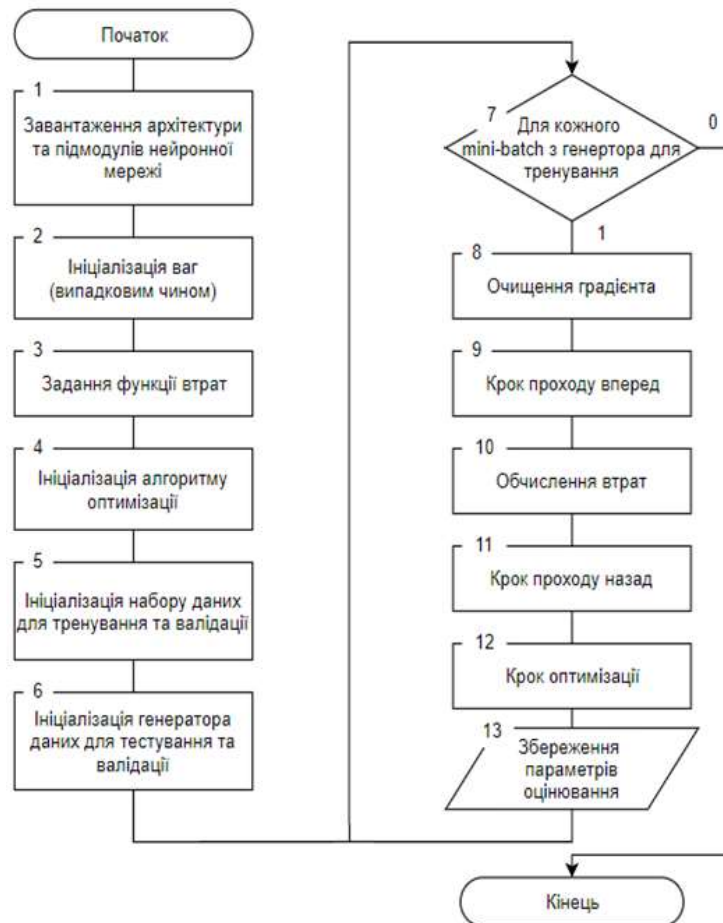 Початок
1
Завантаження архітектури
та підмодулів нейронної
мережі
2
Ініціалізація ваг
(випадковим чином)
3
Задання функції втрат
4
Ініціалізація алгоритму
оптимізації
5
Ініціалізація набору даних
для тренування та валідації
6
Ініціалізація генератора
даних для тестування та
валідації
7
Для кожного
mini-batch з генертора для
тренування
0
1
8
Очищення градієнта
9
Крок проходу вперед
10
Обчислення втрат
11
Крок проходу назад
12
Крок оптимізації
13
Збереження
параметрів
оцінювання
Кінець